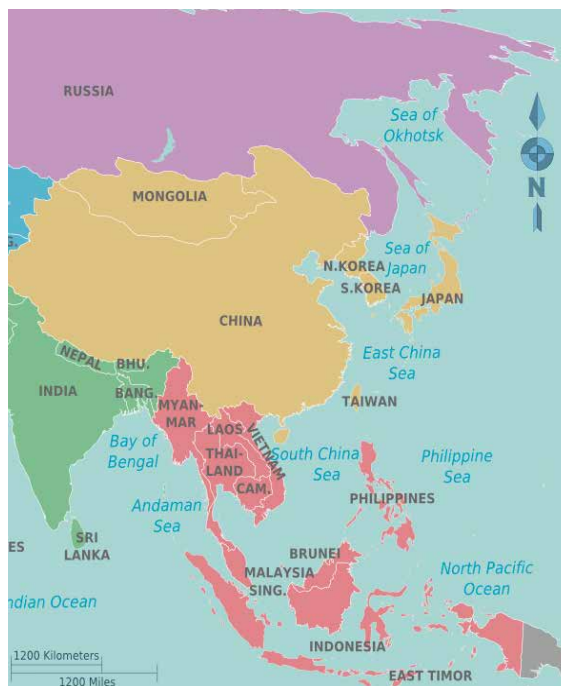 RUSSIA
Sea of
Okhotsk
N
MONGOLIA
G.
Sea of
Japan
N.KOREA
S.KOREA
JAPAN
CHINA
East China
Sea
NEPAL
BHU.
INDIA
BANG.
MYAN-
MAR
TAIWAN
LAOS
VIETNAM
Bay of
Bengal
THAI-
LAND
South China
Sea
Philippine
Sea
CAM.
PHILIPPINES
Andaman
Sea
SRI
LANKA
ES
BRUNEI
MALAYSIA
SING.
North Pacific
Ocean
ndian Ocean
INDONESIA
EAST TIMOR
1200 Kilometers
1200 Miles